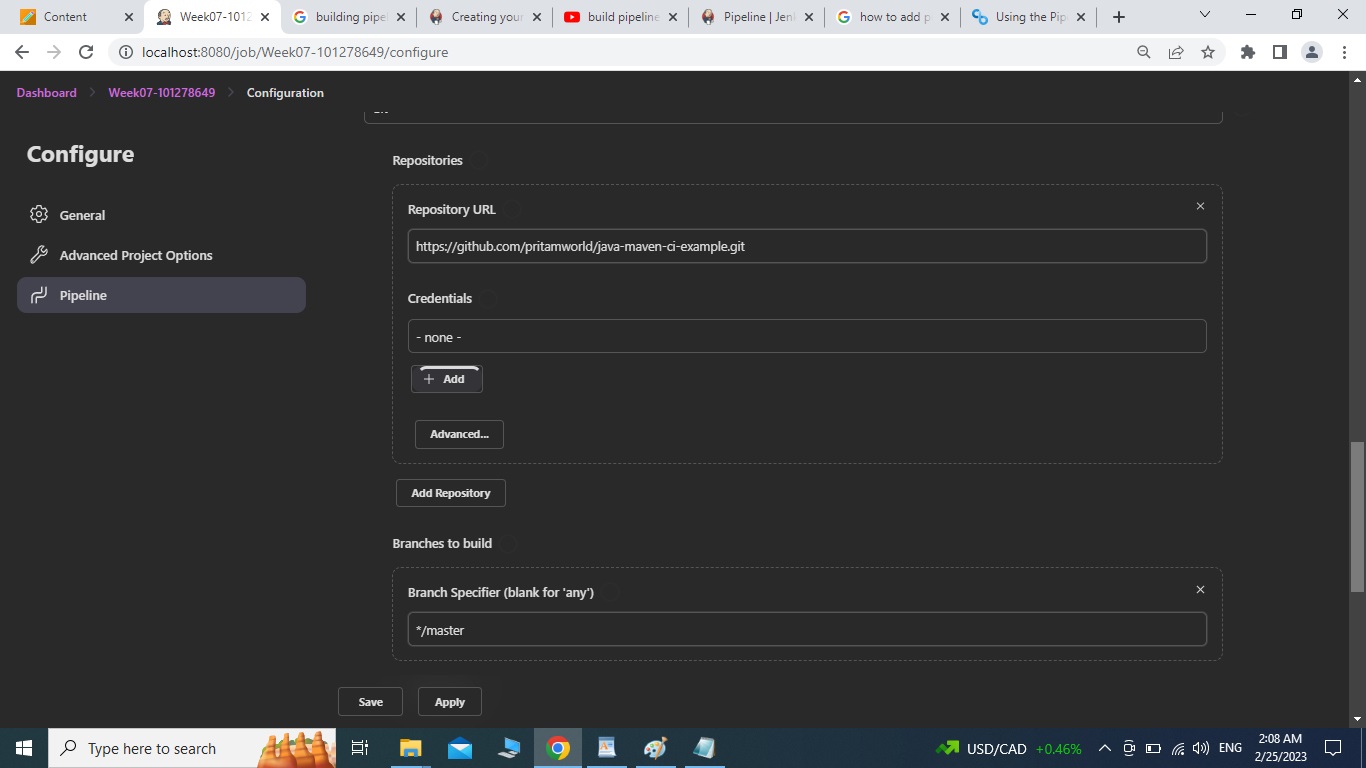 Content
Week07-1012
building pipe
Creating your
build pipeline
Pipeline | Jen
how to add p
Using the Pip
localhost:8080/job/Week07-101278649/configure
Dashboard Week07-101278649 Configuration
Configure
General
Advanced Project Options
Pipeline
Repositories
Repository URL
https://github.com/pritamworld/java-maven-ci-example.git
Credentials
- none -
+ Add
Advanced...
Add Repository
Branches to build
Branch Specifier (blank for 'any')
*/master
Save Apply
Type here to search
USD/CAD +0.46%
ENG
2:08 AM
2/25/2023